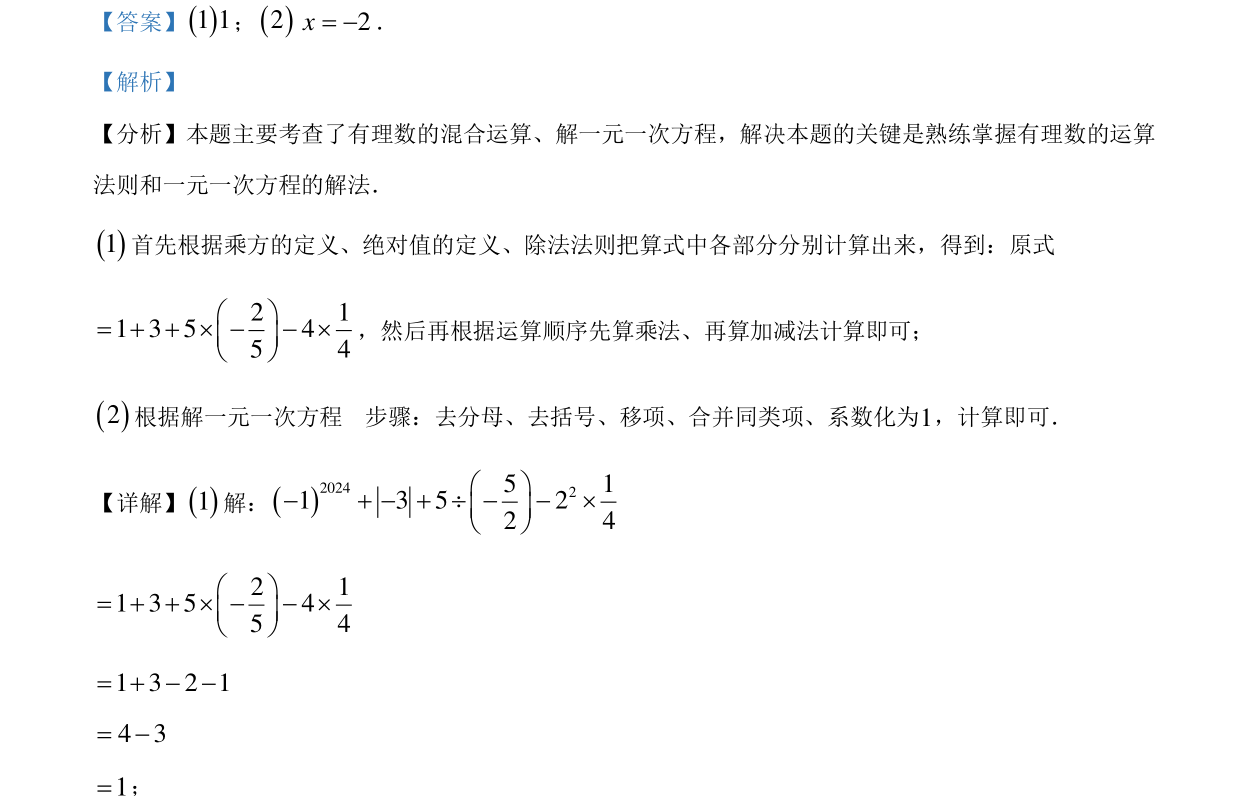 【答案】(1)1；(2) x = −2．
【解析】
【分析】本题主要考查了有理数的混合运算、解一元一次方程，解决本题的关键是熟练掌握有理数的运算
法则和一元一次方程的解法．
(1)首先根据乘方的定义、绝对值的定义、除法法则把算式中各部分分别计算出来，得到：原式
=1+3+5×(−2/5)−4×1/4，然后再根据运算顺序先算乘法、再算加减法计算即可；
(2)根据解一元一次方程 步骤：去分母、去括号、移项、合并同类项、系数化为1，计算即可．
【详解】(1)解：(−1)^2024+|−3|+5÷(−5/2)−2²×1/4
=1+3+5×(−2/5)−4×1/4
=1+3−2−1
=4−3
=1；